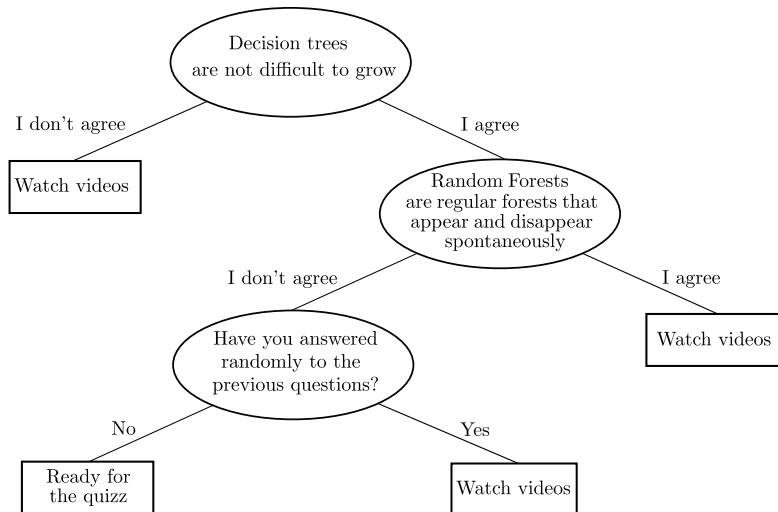 Decision trees
are not difficult to grow
I don't agree
I agree
Watch videos
Random Forests
are regular forests that
appear and disappear
spontaneously
I don't agree
I agree
Watch videos
Have you answered
randomly to the
previous questions?
No
Yes
Ready for
the quizz
Watch videos